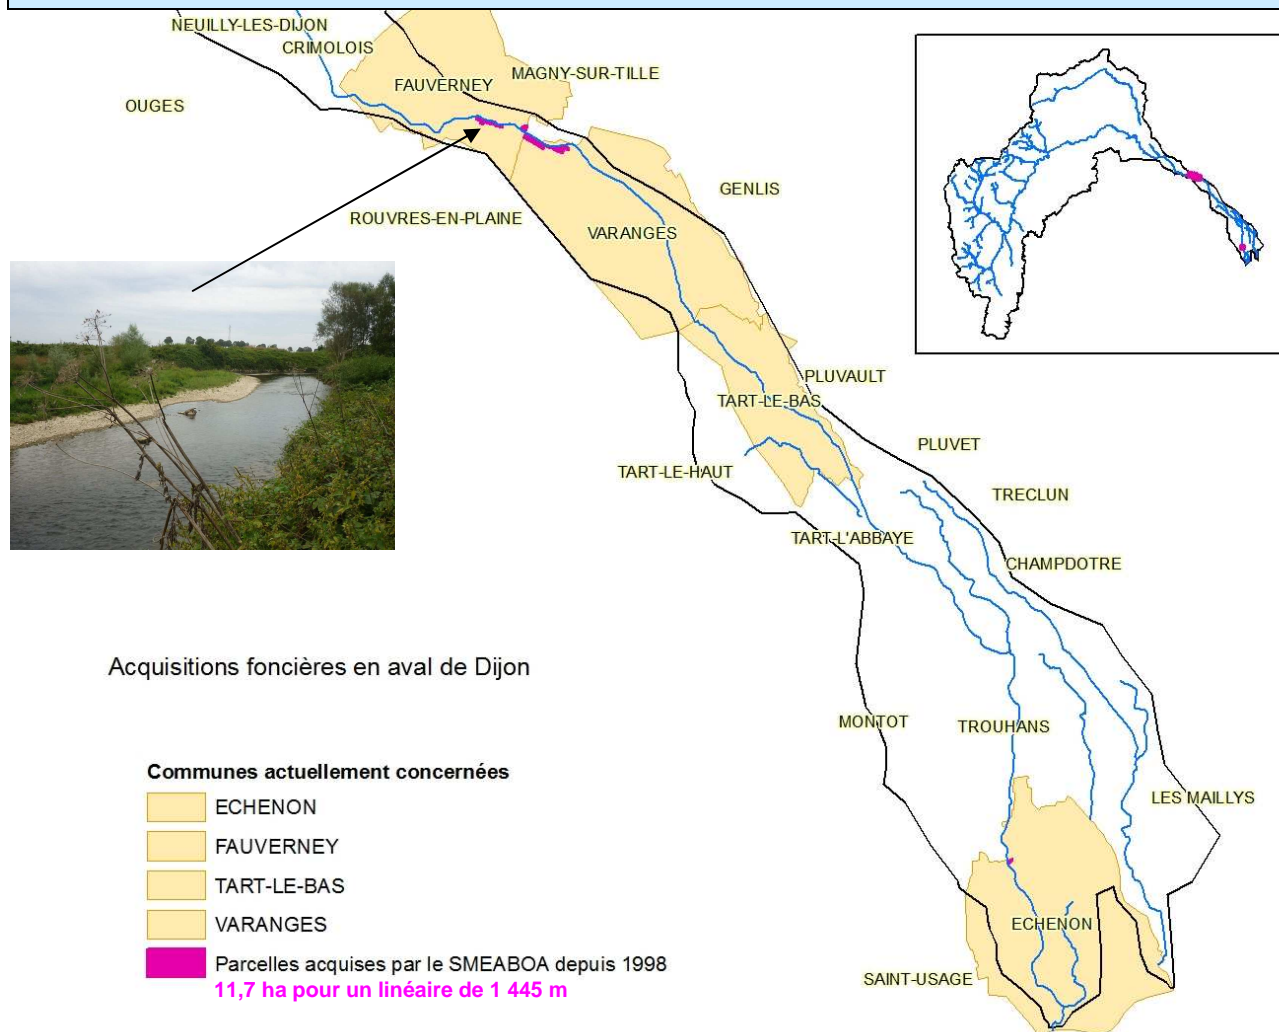 NEUILLY-LES-DIJON
CRIMOLOIS
MAGNY-SUR-TILLE
FAUVERNEY
OUGES
GENLIS
ROUVRES-EN-PLAINE
VARANGES
PLUVAULT
TART-LE-BAS
PLUVET
TART-LE-HAUT
TRECLUN
TART-L'ABBAYE
CHAMPDOTRE
Acquisitions foncières en aval de Dijon
MONTOT
TROUHANS
LES MAILLYS
Communes actuellement concernées
ECHENON
FAUVERNEY
TART-LE-BAS
VARANGES
Parcelles acquises par le SMEABOA depuis 1998
11,7 ha pour un linéaire de 1 445 m
ECHENON
SAINT-USAGE